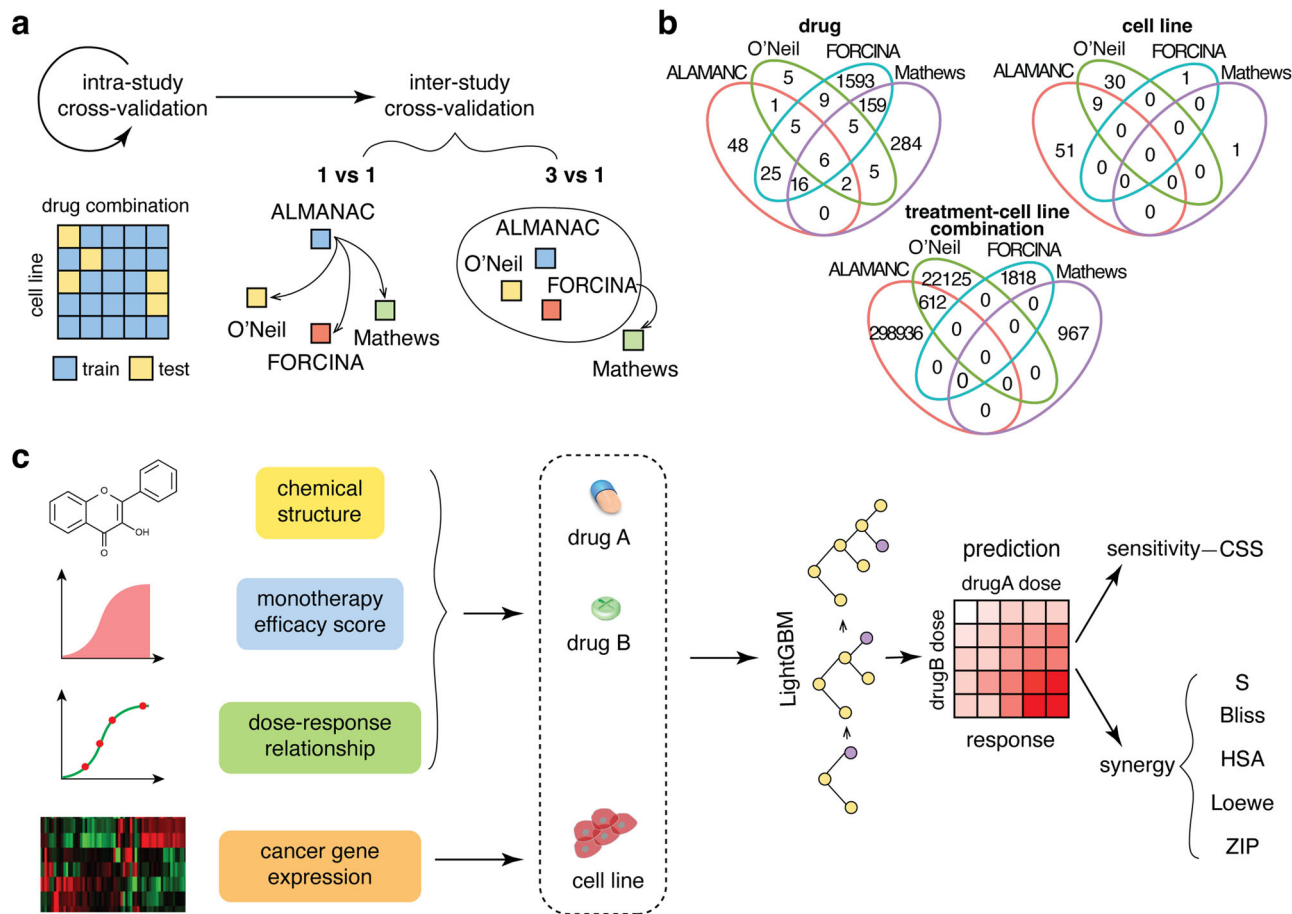 a
intra-study
cross-validation
inter-study
cross-validation
1 vs 1
3 vs 1
drug combination
cell line
train
test
ALMANAC
O'Neil
FORCINA
Mathews
ALMANAC
O'Neil
FORCINA
Mathews
b
drug
ALAMANC
O'Neil
FORCINA
Mathews
5
1593
1
9
159
48
5
5
284
25
6
5
16
2
0
cell line
ALAMANC
O'Neil
FORCINA
Mathews
30
1
9
0
0
51
0
0
1
0
0
0
0
0
0
treatment-cell line
combination
ALAMANC
O'Neil
FORCINA
Mathews
22125
1818
612
0
0
298936
0
0
967
0
0
0
0
0
0
c
O
OH
O
chemical
structure
monotherapy
efficacy score
dose-response
relationship
cancer gene
expression
drug A
drug B
cell line
LightGBM
prediction
drugA dose
drugB dose
response
sensitivity–CSS
synergy
S
Bliss
HSA
Loewe
ZIP